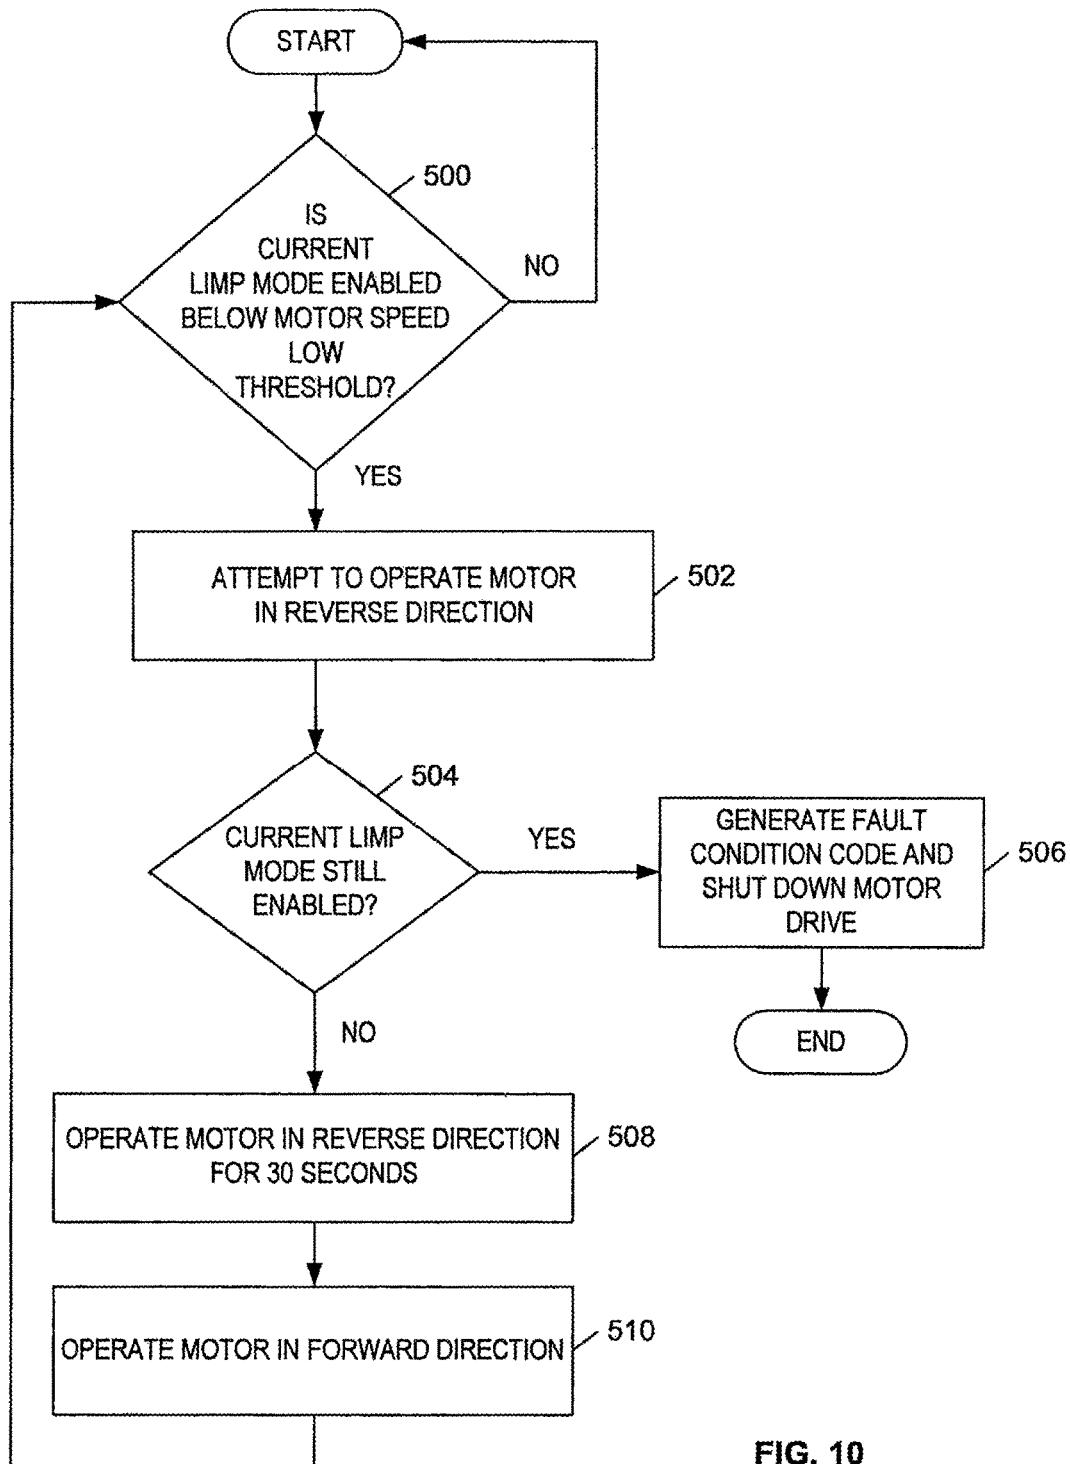 START
500
IS
CURRENT
LIMP MODE ENABLED
BELOW MOTOR SPEED
LOW
THRESHOLD?
NO
YES
ATTEMPT TO OPERATE MOTOR
IN REVERSE DIRECTION
502
504
CURRENT LIMP
MODE STILL
ENABLED?
YES
GENERATE FAULT
CONDITION CODE AND
SHUT DOWN MOTOR
DRIVE
506
END
NO
OPERATE MOTOR IN REVERSE DIRECTION
FOR 30 SECONDS
508
OPERATE MOTOR IN FORWARD DIRECTION
510
FIG. 10